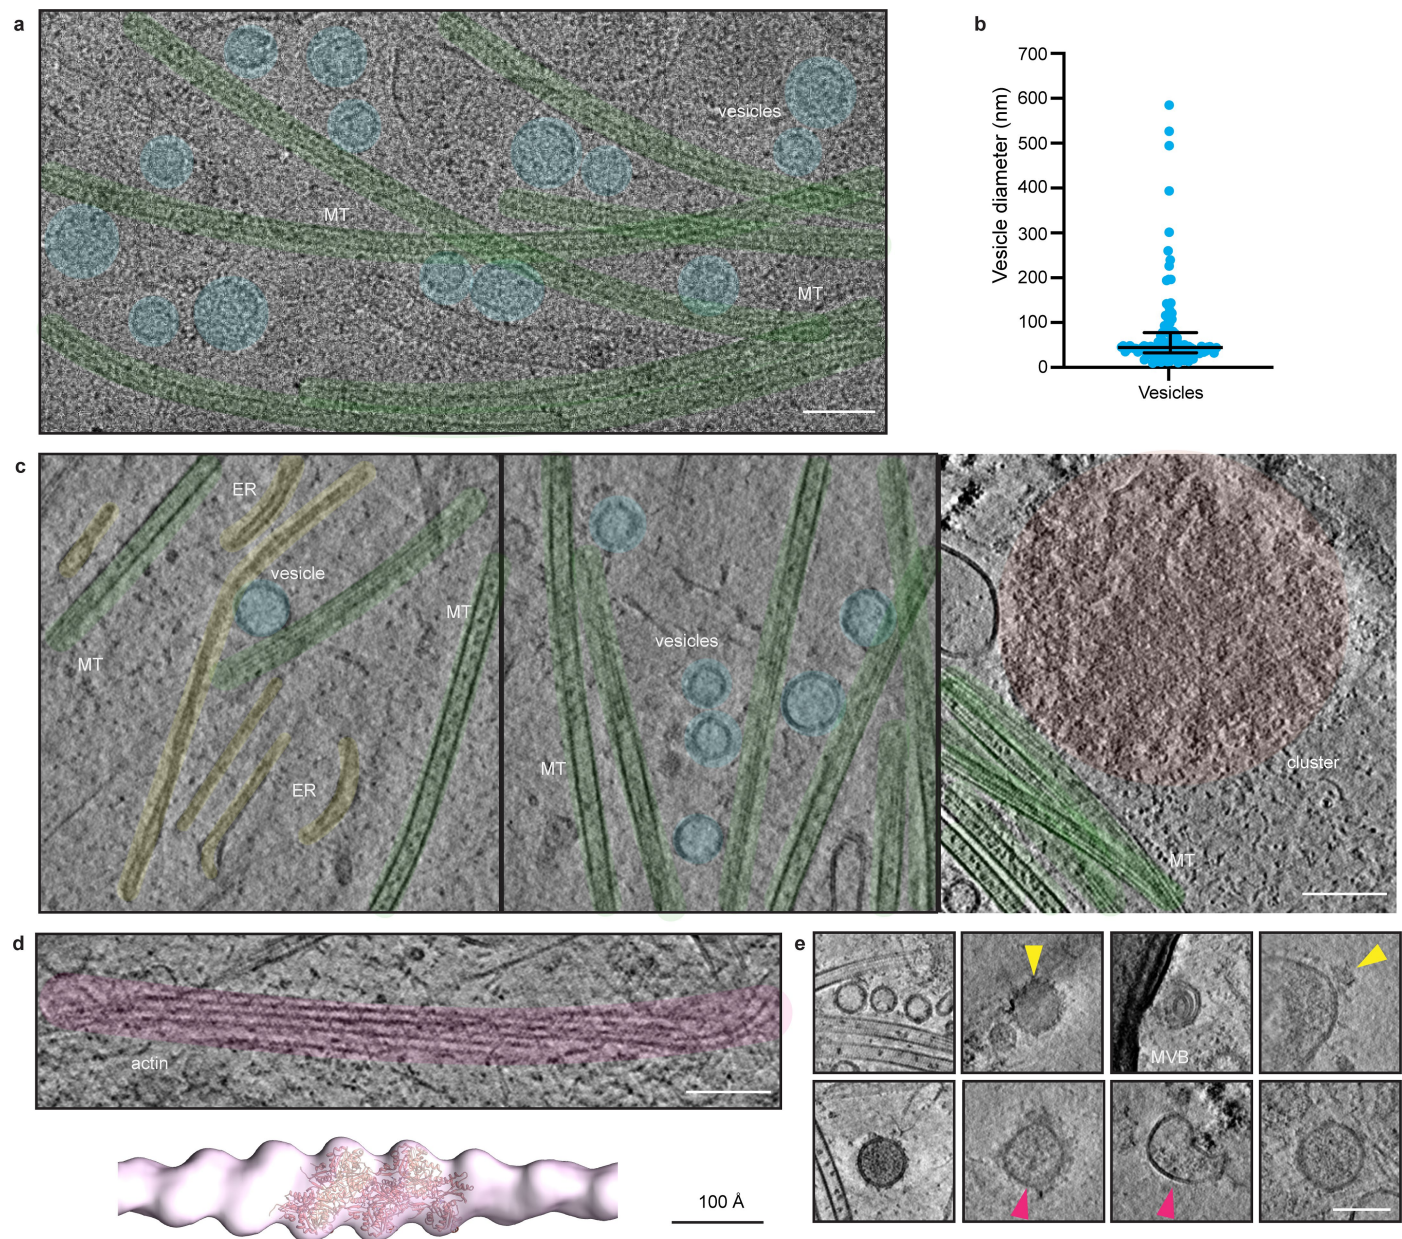 a
vesicles
MT
MT
b
700
600
500
400
300
200
100
0
Vesicle diameter (nm)
Vesicles
c
ER
vesicle
MT
MT
ER
vesicles
MT
cluster
MT
d
actin
100 Å
e
MVB